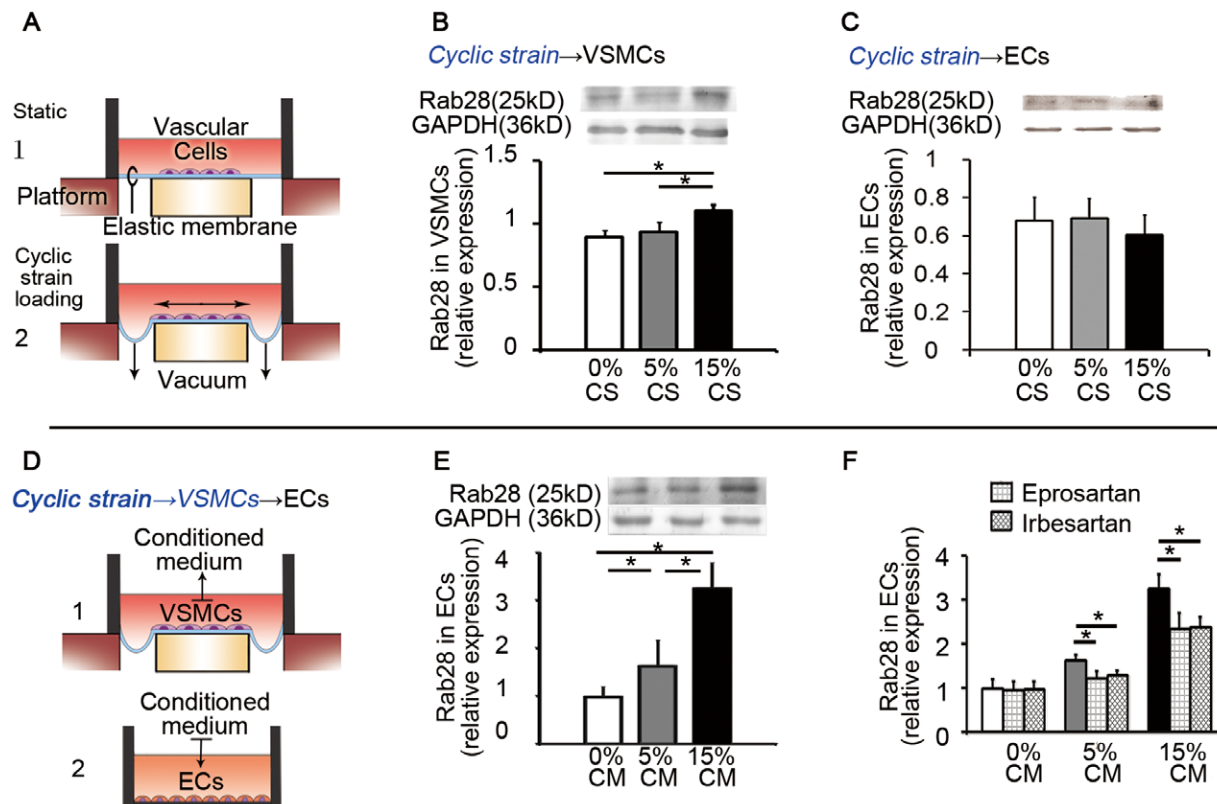 A
Static
1
Vascular
Cells
Platform
Elastic membrane
Cyclic
strain
loading
2
Vacuum
B
Cyclic strain→VSMCs
Rab28(25kD)
GAPDH(36kD)
Rab28 in VSMCs
(relative expression)
1.5
1
0.5
0
*
*
0% 5% 15%
CS CS CS
C
Cyclic strain→ECs
Rab28(25kD)
GAPDH(36kD)
Rab28 in ECs
(relative expression)
1
0.8
0.6
0.4
0.2
0
0% 5% 15%
CS CS CS
D
Cyclic strain→VSMCs→ECs
Conditioned
medium
1
VSMCs
Conditioned
medium
2
ECs
E
Rab28 (25kD)
GAPDH (36kD)
Rab28 in ECs
(relative expression)
4
3
2
1
0
*
* *
0% 5% 15%
CM CM CM
F
Eprosartan
Irbesartan
Rab28 in ECs
(relative expression)
4
3
2
1
0
*
*
*
*
0% 5% 15%
CM CM CM